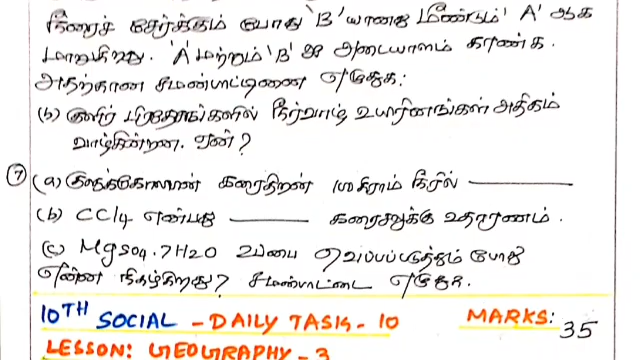 நீரைச் சேர்க்கும் போது 'B' யானது மீண்டும் 'A' ஆக
மாறுகிறது. 'A' மற்றும் 'B' ஐ அடையாளம் காண்க.
அதற்கான சமன்பாட்டினை எழுதுக:
(b) குளிர் பிரதேசங்களில் நீர்வாழ் உயிரினங்கள் அதிகம்
வாழ்கின்றன. ஏன்?
⑦ (a) கரைதிறன் 100 கிராம் நீரில் ______
(b) CCl4 என்பது ______ கரைசலுக்கு உதாரணம்.
(c) MgSO4.7H2O உப்பை வெப்பப்படுத்தும் போது
என்ன நிகழ்கிறது? சமன்பாட்டை எழுதுக.
10TH SOCIAL - DAILY TASK - 10 MARKS: 35
LESSON: GEOGRAPHY - 3